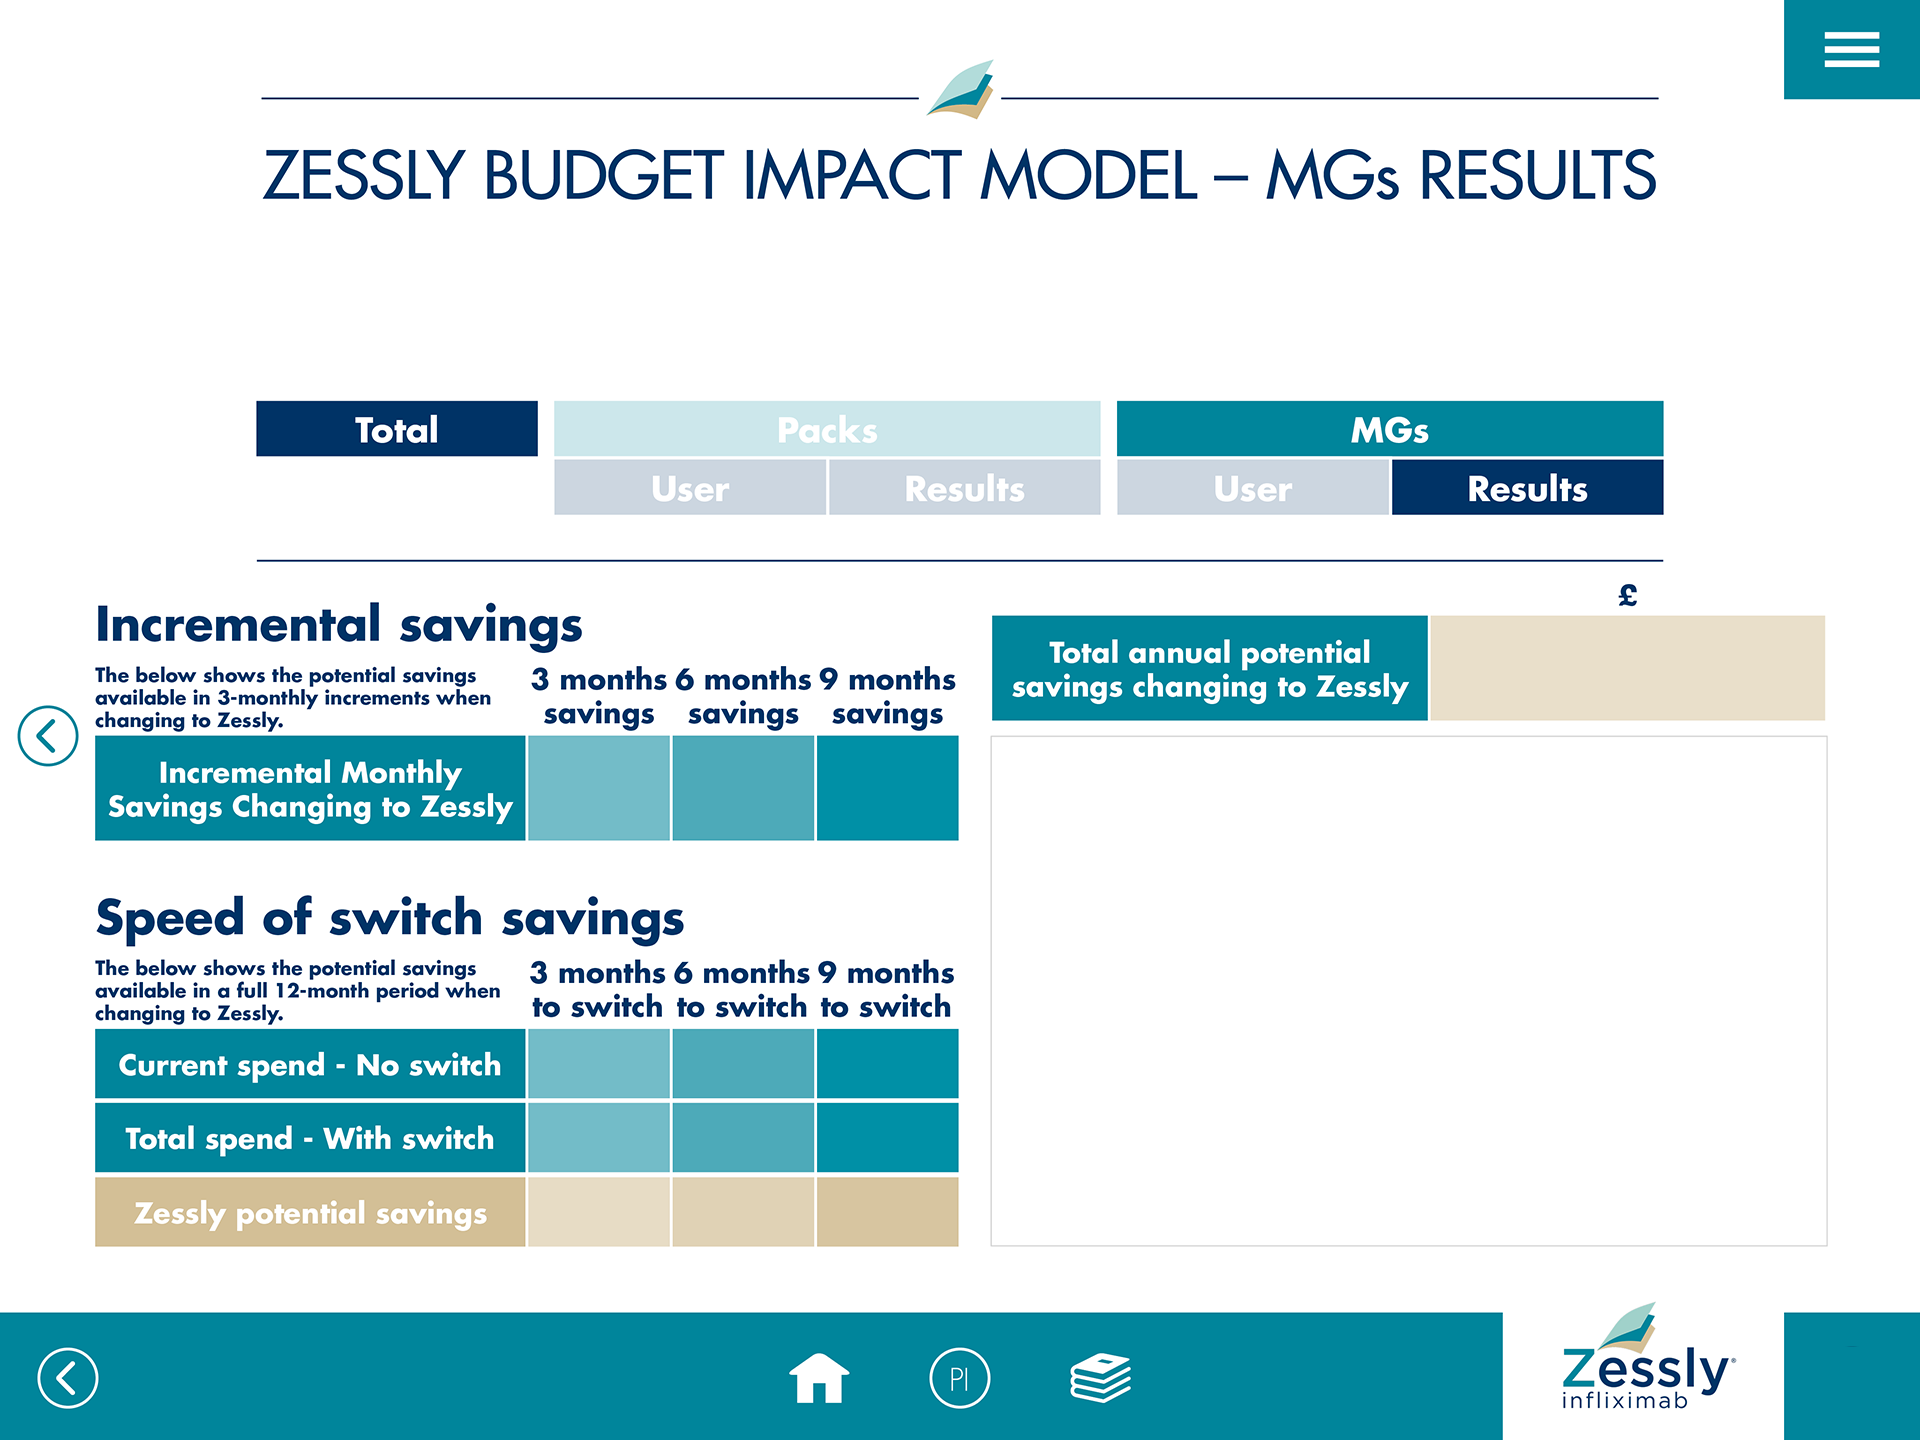 ZESSLY BUDGET IMPACT MODEL – MGs RESULTS
Total
Packs
MGs
User
Results
User
Results
Incremental savings
The below shows the potential savings
available in 3-monthly increments when
changing to Zessly.
3 months
savings
6 months
savings
9 months
savings
Incremental Monthly
Savings Changing to Zessly
£
Total annual potential
savings changing to Zessly
Speed of switch savings
The below shows the potential savings
available in a full 12-month period when
changing to Zessly.
3 months
to switch
6 months
to switch
9 months
to switch
Current spend - No switch
Total spend - With switch
Zessly potential savings
PI
Zessly®
infliximab